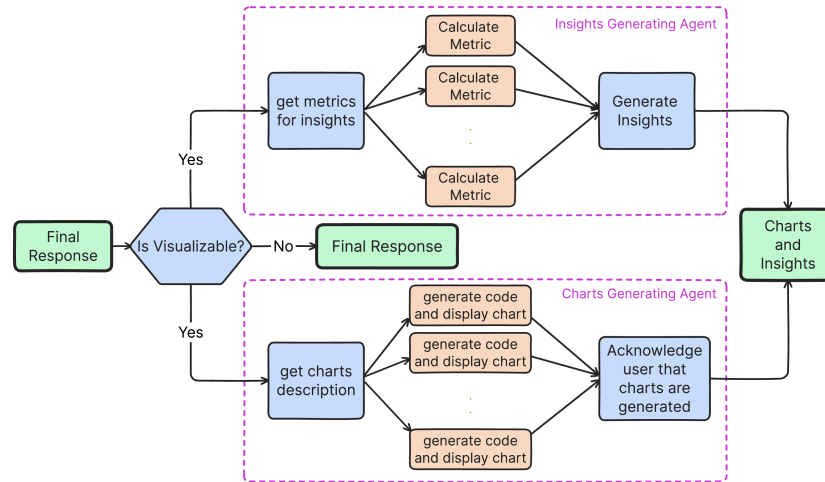 Insights Generating Agent
Calculate
Metric
Calculate
Metric
get metrics
for insights
Generate
Insights
Calculate
Metric
Yes
Final
Response
Is Visualizable?
No
Final Response
Charts
and
Insights
Yes
Charts Generating Agent
generate code
and display chart
generate code
and display chart
get charts
description
Acknowledge
user that
charts are
generated
generate code
and display chart